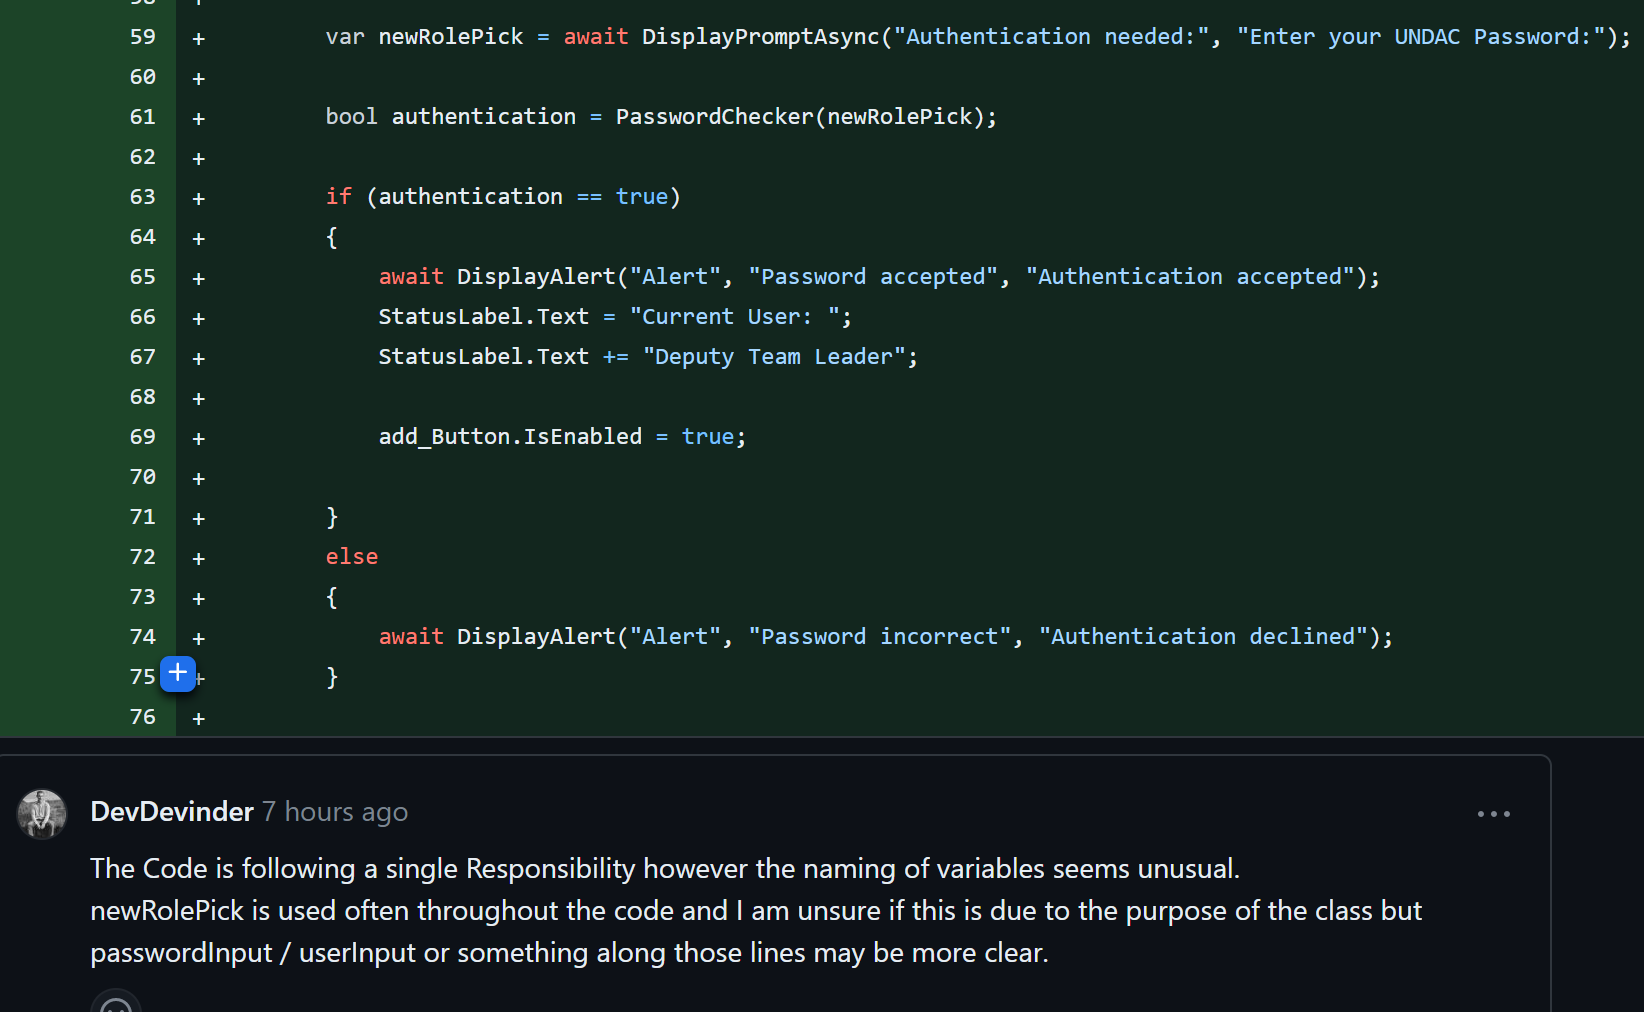 59 + var newRolePick = await DisplayPromptAsync("Authentication needed:", "Enter your UNDAC Password:");
60 +
61 + bool authentication = PasswordChecker(newRolePick);
62 +
63 + if (authentication == true)
64 + {
65 + await DisplayAlert("Alert", "Password accepted", "Authentication accepted");
66 + StatusLabel.Text = "Current User: ";
67 + StatusLabel.Text += "Deputy Team Leader";
68 +
69 + add_Button.IsEnabled = true;
70 +
71 + }
72 + else
73 + {
74 + await DisplayAlert("Alert", "Password incorrect", "Authentication declined");
75 + }
76 +
DevDevinder 7 hours ago
The Code is following a single Responsibility however the naming of variables seems unusual.
newRolePick is used often throughout the code and I am unsure if this is due to the purpose of the class but
passwordInput / userInput or something along those lines may be more clear.